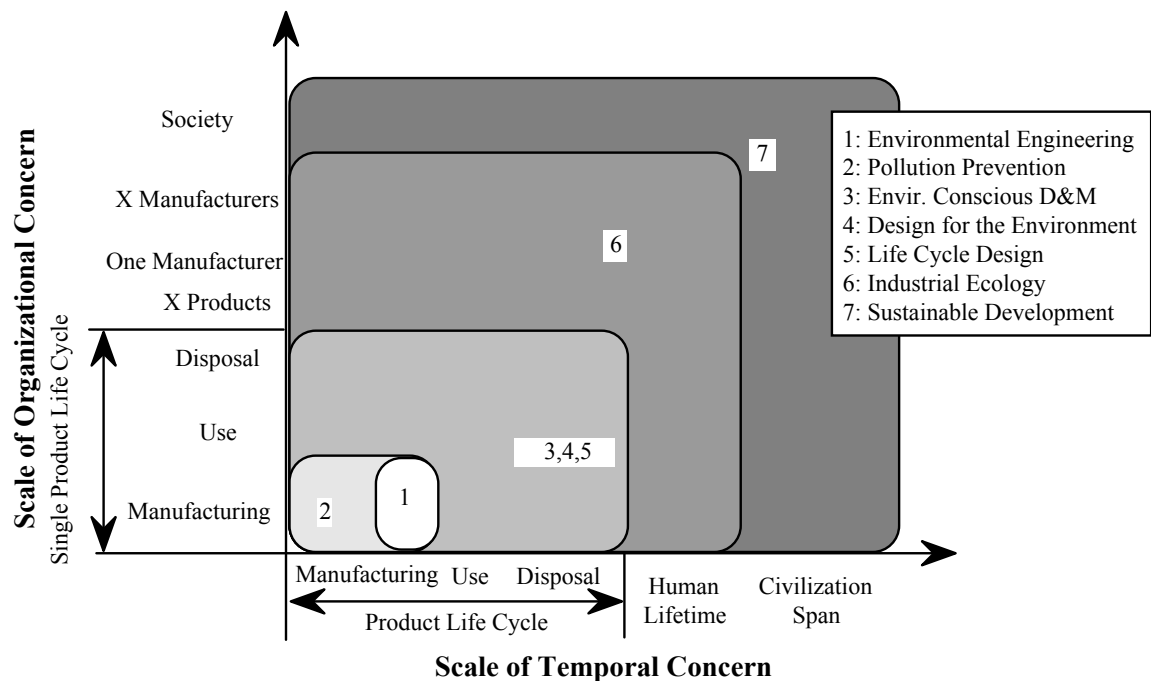 Scale of Organizational Concern
Single Product Life Cycle
Society
X Manufacturers
One Manufacturer
X Products
Disposal
Use
Manufacturing
7
6
3,4,5
2
1
1: Environmental Engineering
2: Pollution Prevention
3: Envir. Conscious D&M
4: Design for the Environment
5: Life Cycle Design
6: Industrial Ecology
7: Sustainable Development
Manufacturing Use Disposal
Product Life Cycle
Human
Lifetime
Civilization
Span
Scale of Temporal Concern